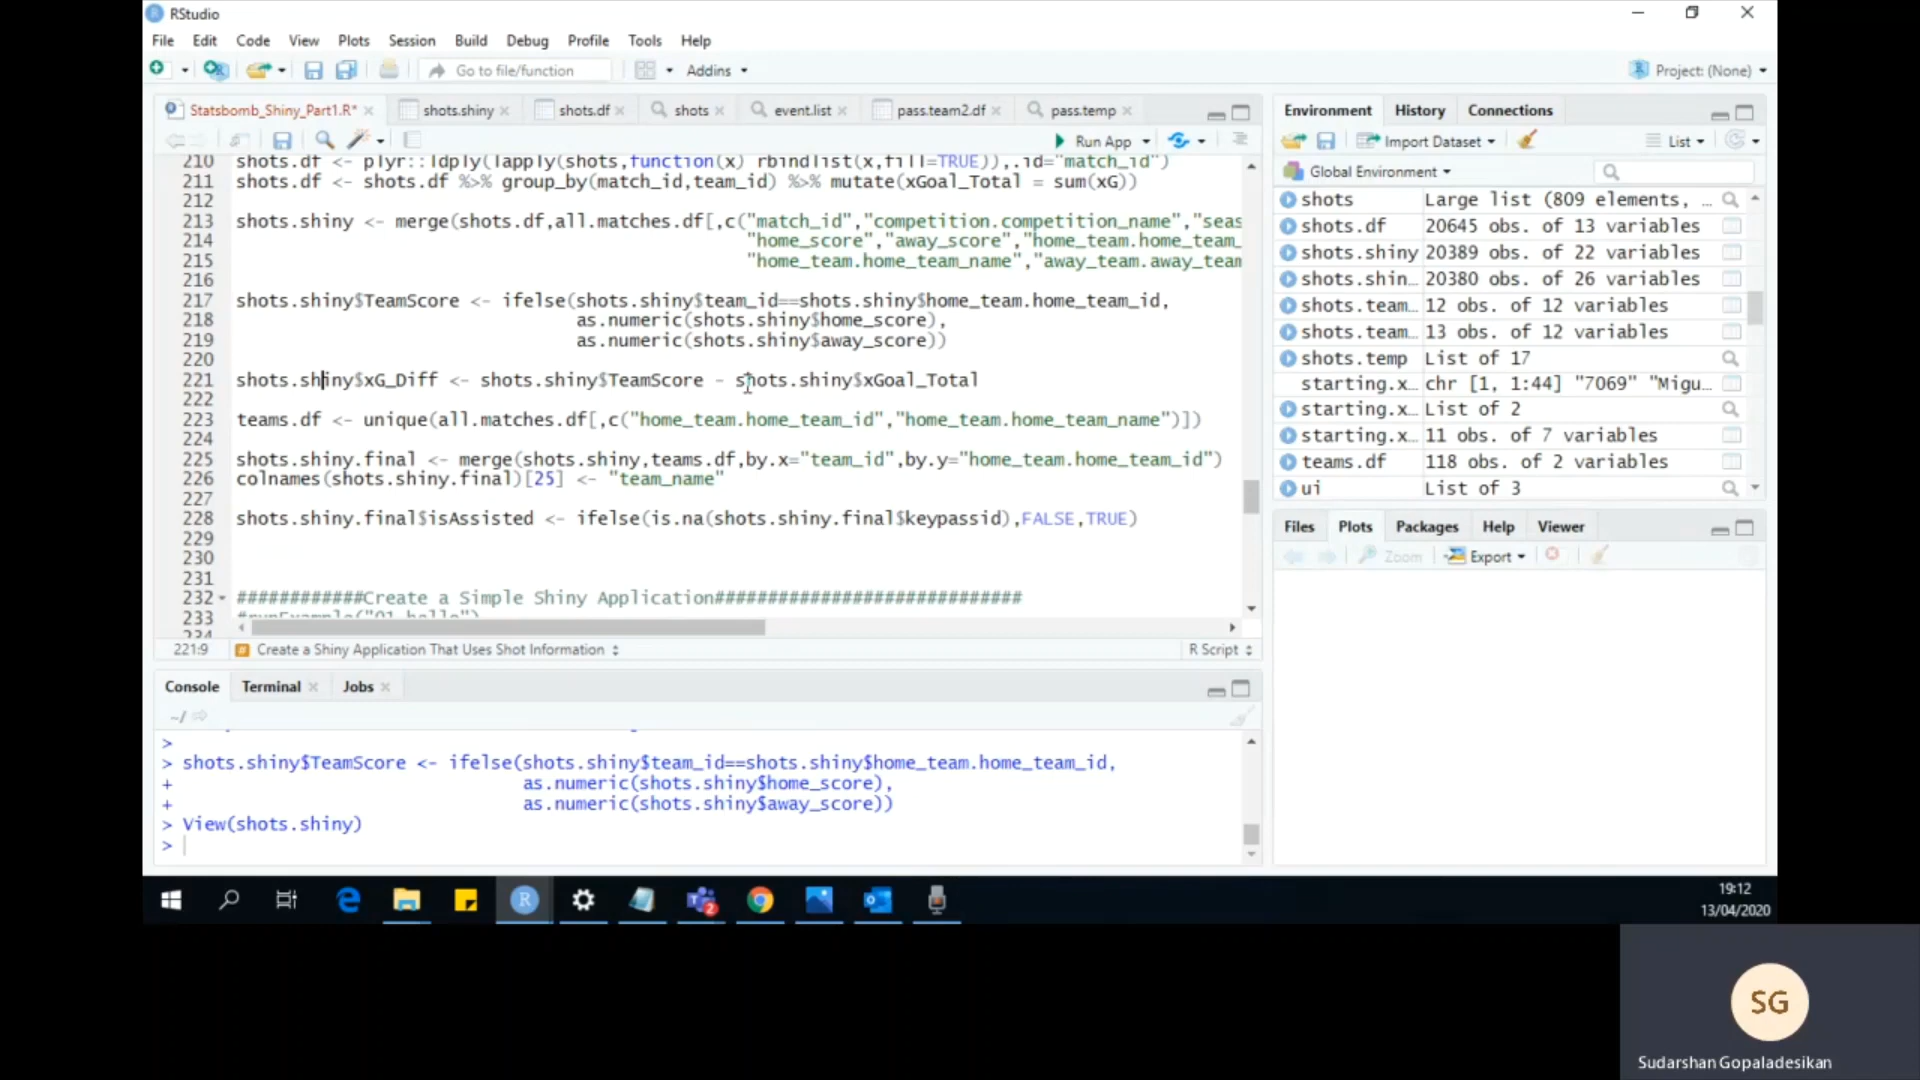 RStudio
File Edit Code View Plots Session Build Debug Profile Tools Help
Go to file/function Addins Project: (None)
Statsbomb_Shiny_Part1.R* shots.shiny shots.df shots event.list pass.team2.df pass.temp
Run App
210 shots.df <- plyr::ldply(lapply(shots,function(x) rbindlist(x,fill=TRUE)),.id="match_id")
211 shots.df <- shots.df %>% group_by(match_id,team_id) %>% mutate(xGoal_Total = sum(xG))
212
213 shots.shiny <- merge(shots.df,all.matches.df[,c("match_id","competition.competition_name","seas
214 "home_score","away_score","home_team.home_team_
215 "home_team.home_team_name","away_team.away_team
216
217 shots.shiny$TeamScore <- ifelse(shots.shiny$team_id==shots.shiny$home_team.home_team_id,
218 as.numeric(shots.shiny$home_score),
219 as.numeric(shots.shiny$away_score))
220
221 shots.shiny$xG_Diff <- shots.shiny$TeamScore - shots.shiny$xGoal_Total
222
223 teams.df <- unique(all.matches.df[,c("home_team.home_team_id","home_team.home_team_name")])
224
225 shots.shiny.final <- merge(shots.shiny,teams.df,by.x="team_id",by.y="home_team.home_team_id")
226 colnames(shots.shiny.final)[25] <- "team_name"
227
228 shots.shiny.final$isAssisted <- ifelse(is.na(shots.shiny.final$keypassid),FALSE,TRUE)
229
230
231
232 ############Create a Simple Shiny Application#############################
233 #runExample("01_hello")
234
221:9 Create a Shiny Application That Uses Shot Information R Script
Console Terminal Jobs
~/
>
> shots.shiny$TeamScore <- ifelse(shots.shiny$team_id==shots.shiny$home_team.home_team_id,
+ as.numeric(shots.shiny$home_score),
+ as.numeric(shots.shiny$away_score))
> View(shots.shiny)
>
Environment History Connections
Import Dataset List
Global Environment
shots Large list (809 elements, …
shots.df 20645 obs. of 13 variables
shots.shiny 20389 obs. of 22 variables
shots.shin… 20380 obs. of 26 variables
shots.team… 12 obs. of 12 variables
shots.team… 13 obs. of 12 variables
shots.temp List of 17
starting.x… chr [1, 1:44] "7069" "Migu…
starting.x… List of 2
starting.x… 11 obs. of 7 variables
teams.df 118 obs. of 2 variables
ui List of 3
Files Plots Packages Help Viewer
Zoom Export
19:12
13/04/2020
SG
Sudarshan Gopaladesikan